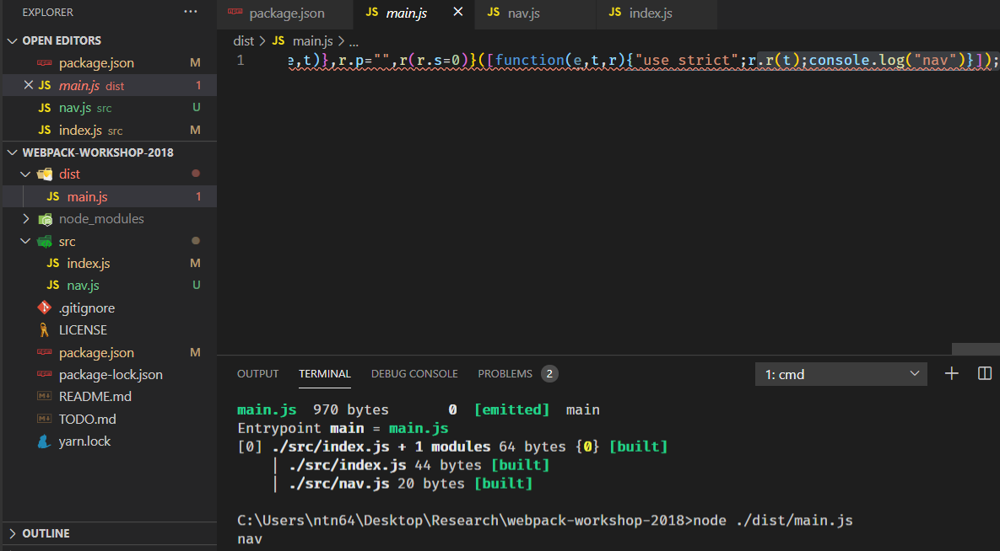 EXPLORER ...
OPEN EDITORS
package.json M
JS main.js dist 1
JS nav.js src U
JS index.js src M
WEBPACK-WORKSHOP-2018
dist
JS main.js 1
node_modules
src
JS index.js M
JS nav.js U
.gitignore
LICENSE
package.json M
package-lock.json
README.md
TODO.md
yarn.lock
OUTLINE
package.json JS main.js JS nav.js JS index.js
dist > JS main.js > ...
1 e,t)},r.p="",r(r.s=0)}([function(e,t,r){"use strict";r.r(t);console.log("nav")}]);
OUTPUT TERMINAL DEBUG CONSOLE PROBLEMS 2 1: cmd
main.js 970 bytes 0 [emitted] main
Entrypoint main = main.js
[0] ./src/index.js + 1 modules 64 bytes {0} [built]
| ./src/index.js 44 bytes [built]
| ./src/nav.js 20 bytes [built]
C:\Users\ntn64\Desktop\Research\webpack-workshop-2018>node ./dist/main.js
nav